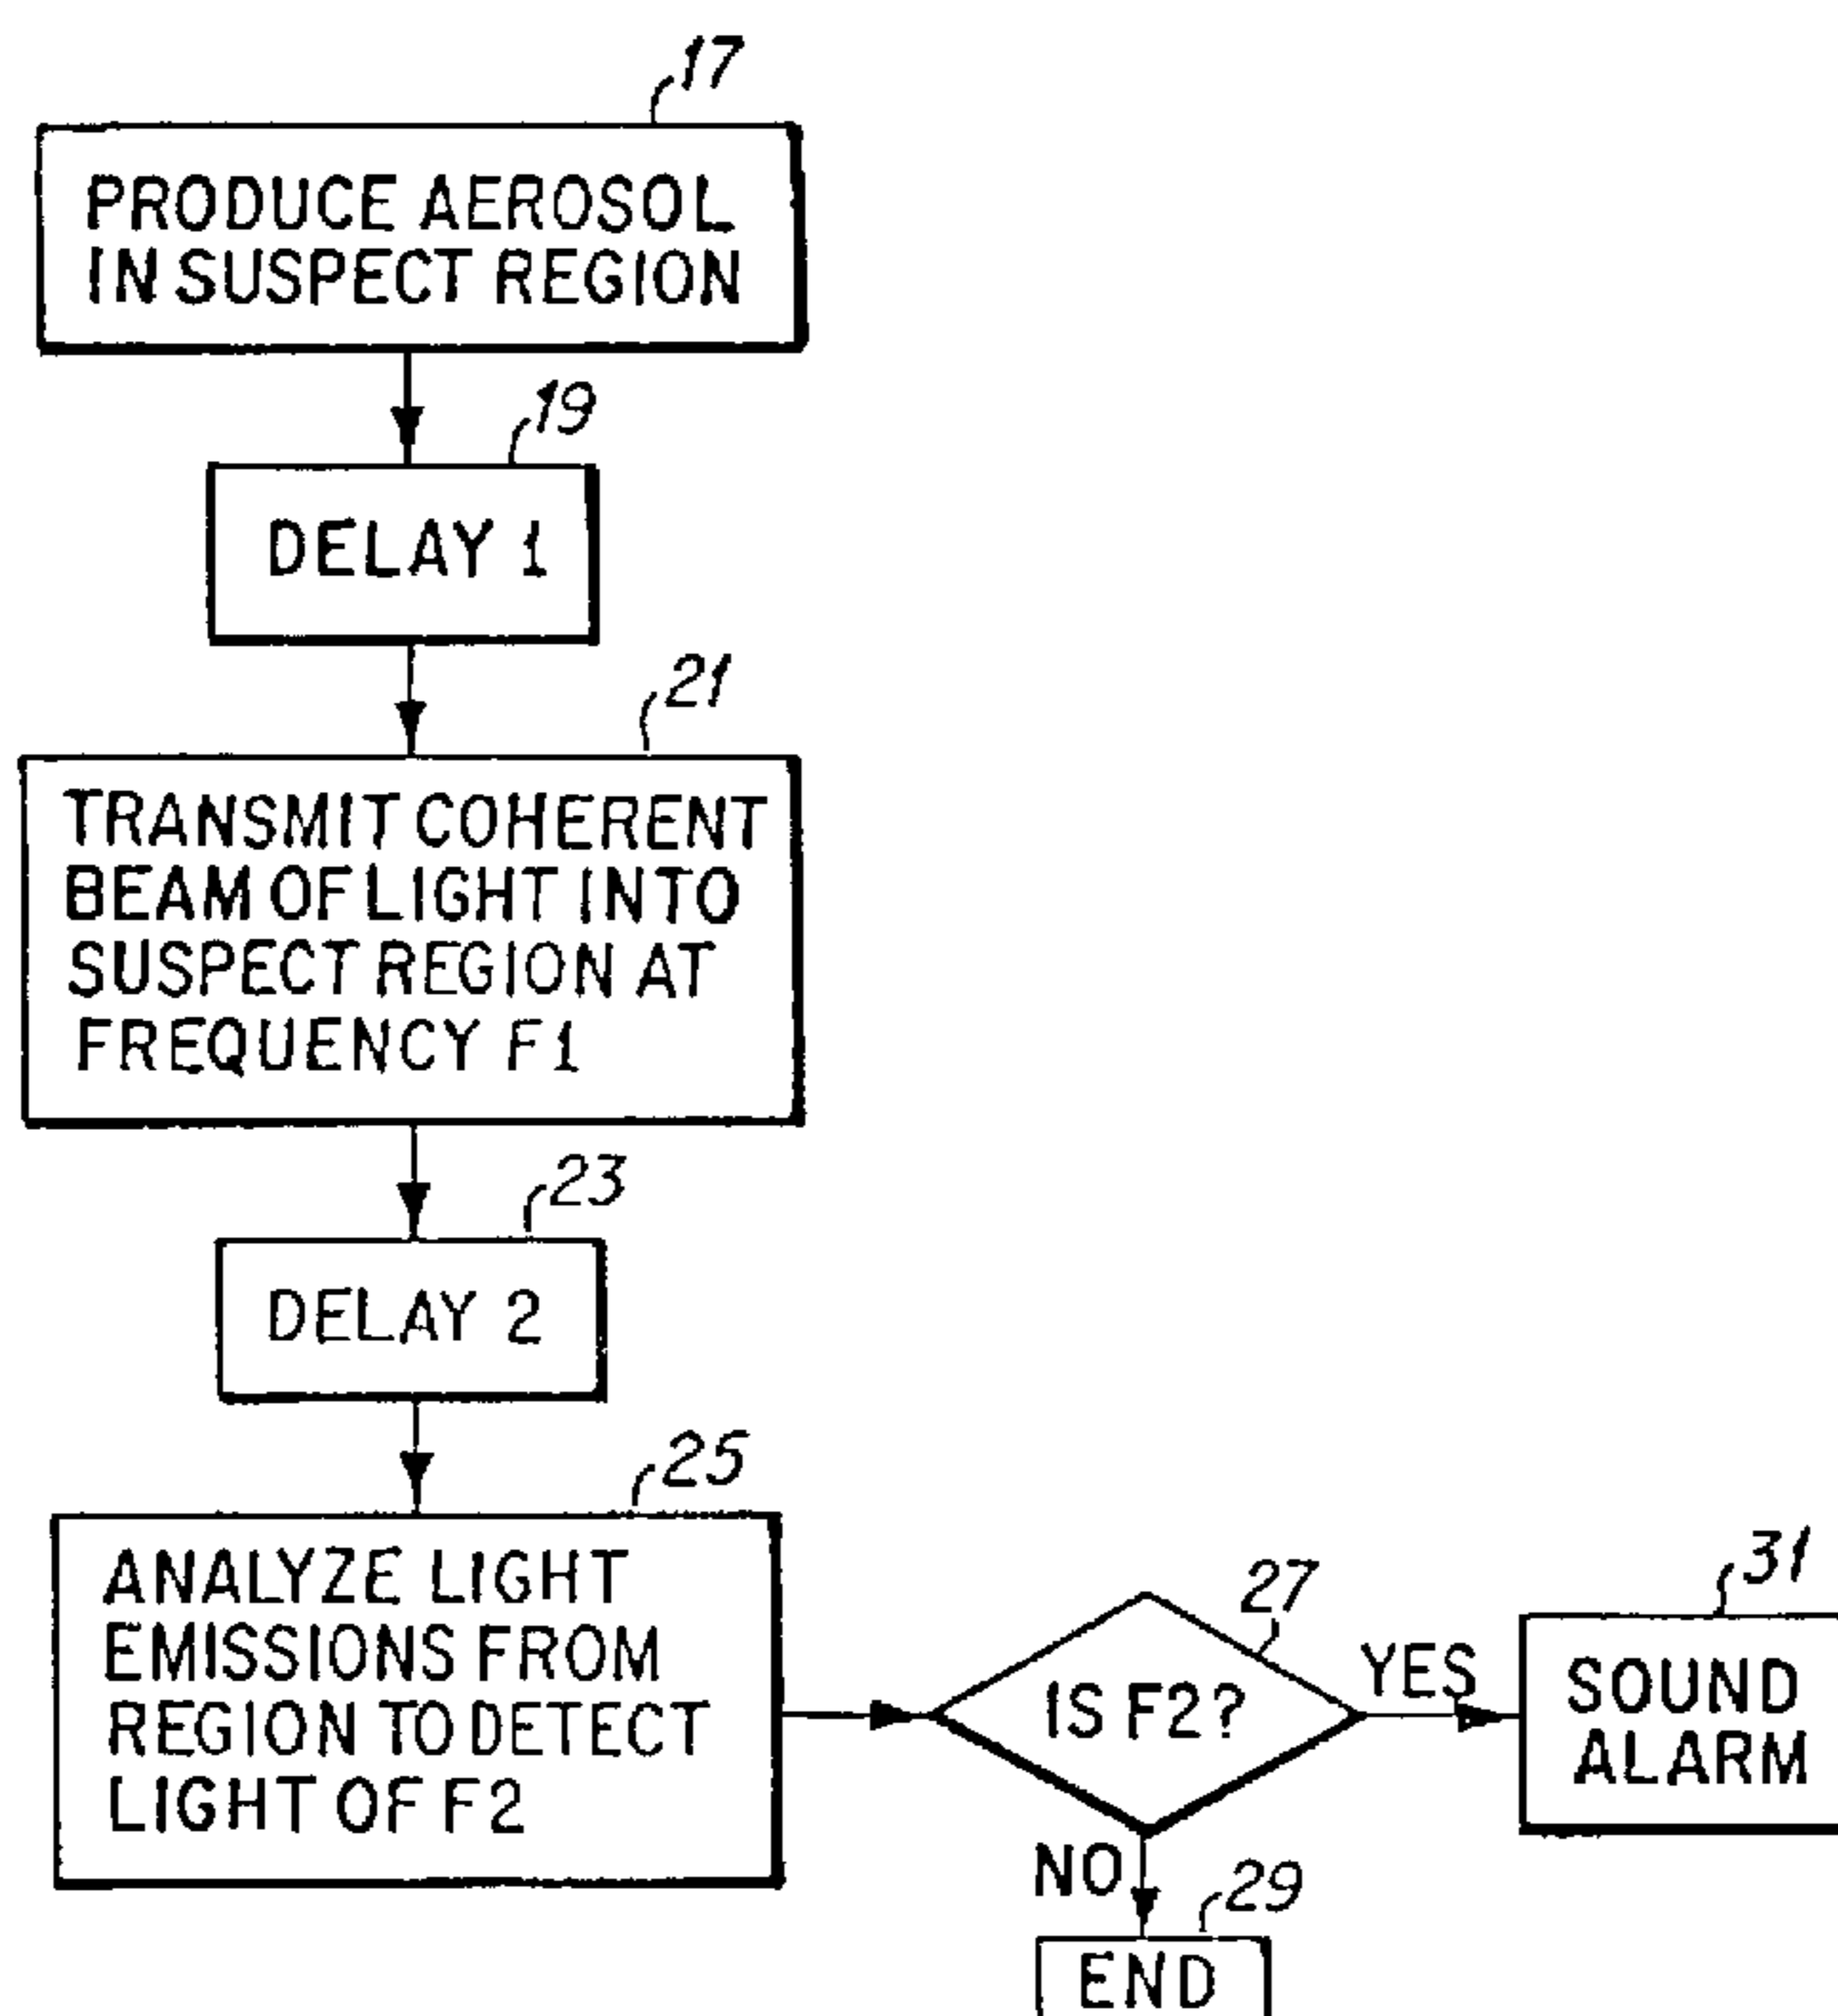 17
PRODUCE AEROSOL
IN SUSPECT REGION
19
DELAY 1
21
TRANSMIT COHERENT
BEAM OF LIGHT INTO
SUSPECT REGION AT
FREQUENCY F1
23
DELAY 2
25
ANALYZE LIGHT
EMISSIONS FROM
REGION TO DETECT
LIGHT OF F2
27
IS F2?
YES
31
SOUND
ALARM
NO
29
END